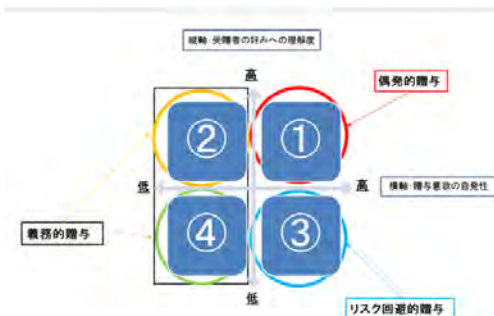 縦軸：受贈者の好みへの理解度
高
偶発的贈与
②
①
低
高
横軸：贈与意欲の自発性
義務的贈与
④
③
低
リスク回避的贈与